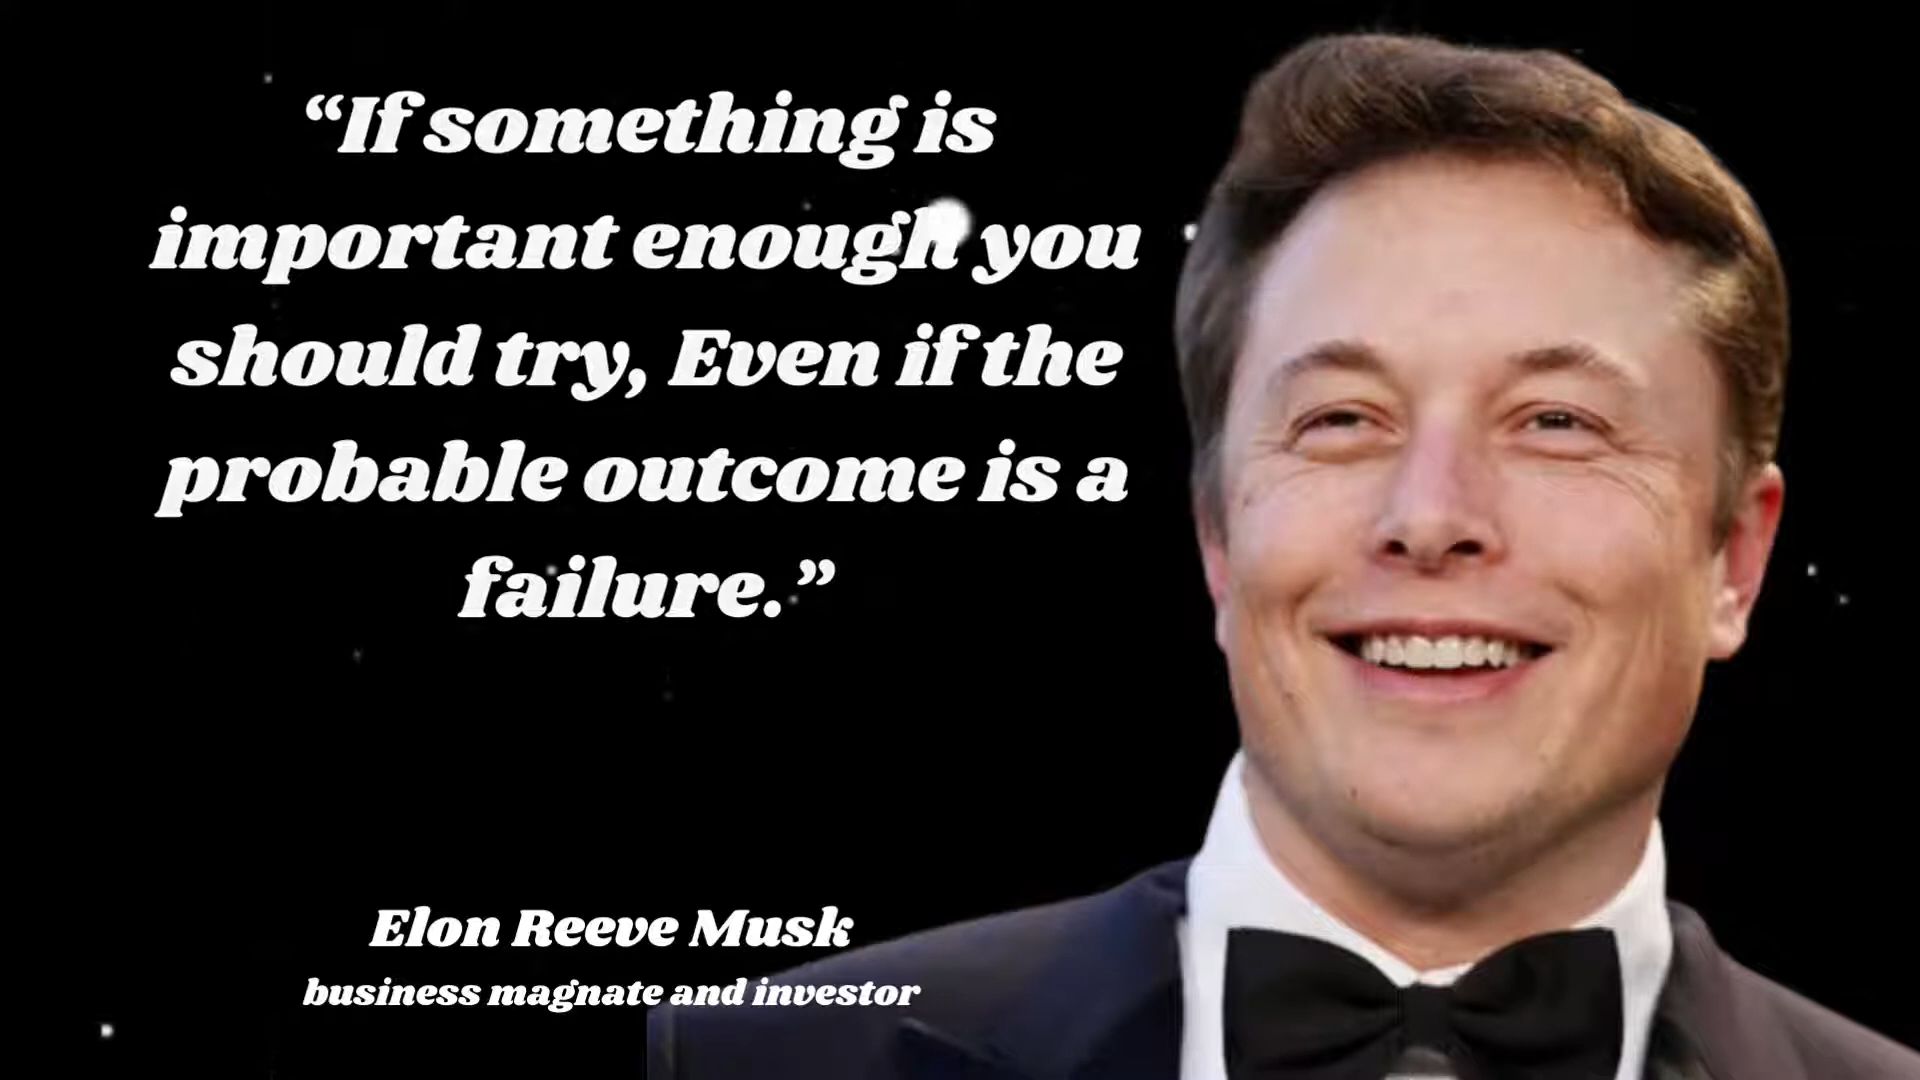 “If something is
important enough you
should try, Even if the
probable outcome is a
failure.”
Elon Reeve Musk
business magnate and investor